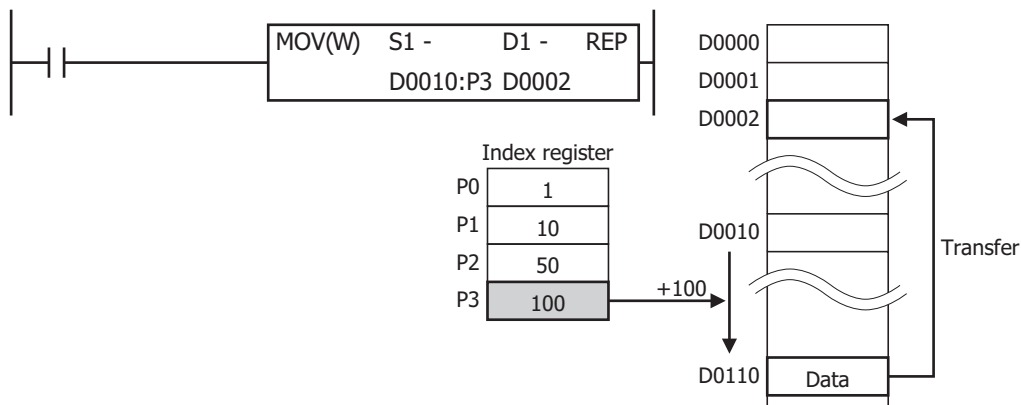 MOV(W) S1 - D1 - REP
D0010:P3 D0002
D0000
D0001
D0002
Index register
P0 1
P1 10
P2 50
P3 100
+100
D0010
Transfer
D0110 Data